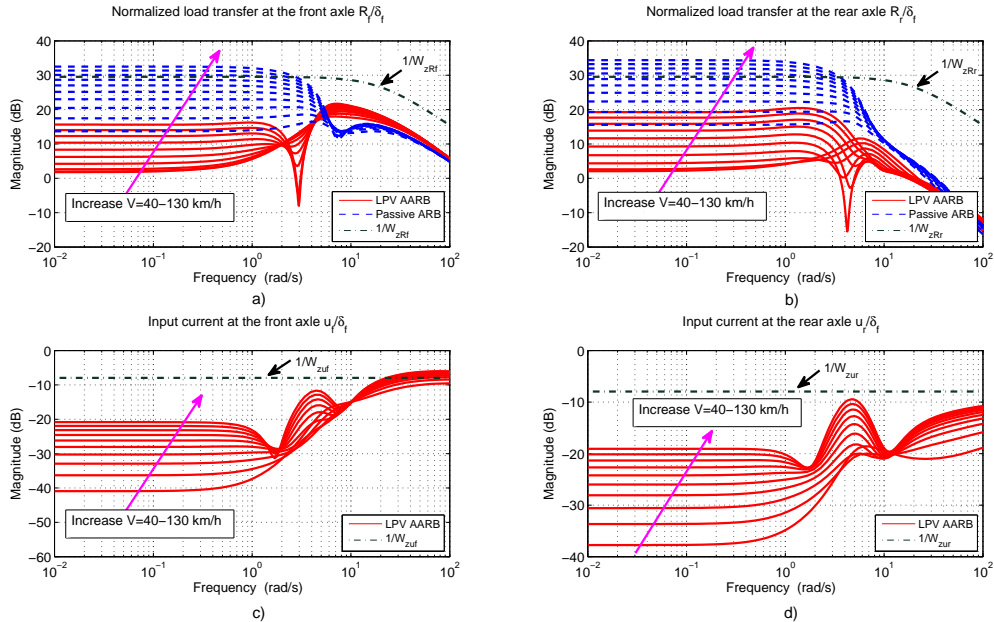 Normalized load transfer at the front axle R_f/δ_f
40
30
20
10
0
−10
−20
Magnitude (dB)
1/W_zRf
Increase V=40−130 km/h
LPV AARB
Passive ARB
1/W_zRf
10^−2
10^−1
10^0
10^1
10^2
Frequency (rad/s)
a)
Normalized load transfer at the rear axle R_r/δ_f
40
30
20
10
0
−10
−20
Magnitude (dB)
1/W_zRr
Increase V=40−130 km/h
LPV AARB
Passive ARB
1/W_zRr
10^−2
10^−1
10^0
10^1
10^2
Frequency (rad/s)
b)
Input current at the front axle u_f/δ_f
0
−10
−20
−30
−40
−50
−60
Magnitude (dB)
1/W_zuf
Increase V=40−130 km/h
LPV AARB
1/W_zuf
10^−2
10^−1
10^0
10^1
10^2
Frequency (rad/s)
c)
Input current at the rear axle u_r/δ_f
0
−10
−20
−30
−40
Magnitude (dB)
1/W_zur
Increase V=40−130 km/h
LPV AARB
1/W_zur
10^−2
10^−1
10^0
10^1
10^2
Frequency (rad/s)
d)